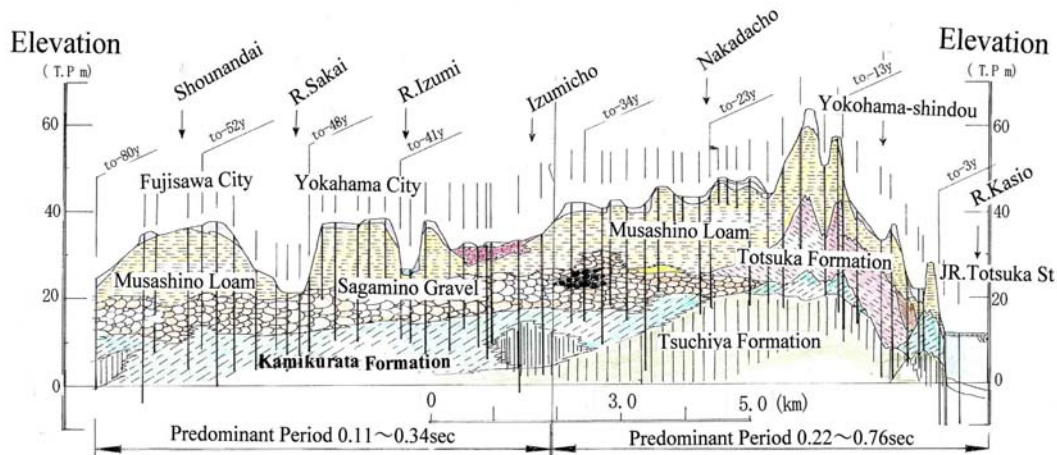 Elevation
( T.P m)
60
40
20
0
Shounandai
R.Sakai
R.Izumi
Izumicho
Nakadacho
Yokohama-shindou
R.Kasio
JR.Totsuka St
Elevation
( T.P m)
60
40
20
0
to-80y
to-52y
to-48y
to-41y
to-34y
to-23y
to-13y
to-3y
Fujisawa City
Yokahama City
Musashino Loam
Sagamino Gravel
Musashino Loam
Totsuka Formation
Kamikurata Formation
Tsuchiya Formation
0 3.0 5.0 (km)
Predominant Period 0.11～0.34sec
Predominant Period 0.22～0.76sec